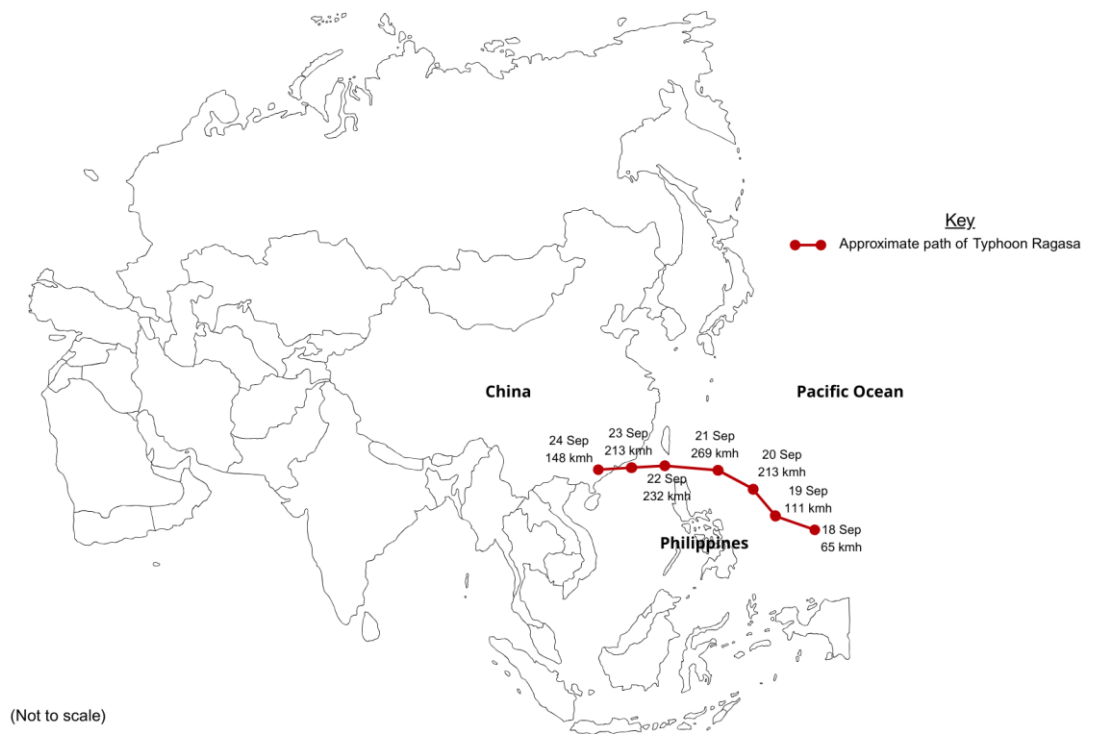 Key
Approximate path of Typhoon Ragasa
China
Pacific Ocean
24 Sep
148 kmh
23 Sep
213 kmh
22 Sep
232 kmh
21 Sep
269 kmh
20 Sep
213 kmh
19 Sep
111 kmh
18 Sep
65 kmh
Philippines
(Not to scale)